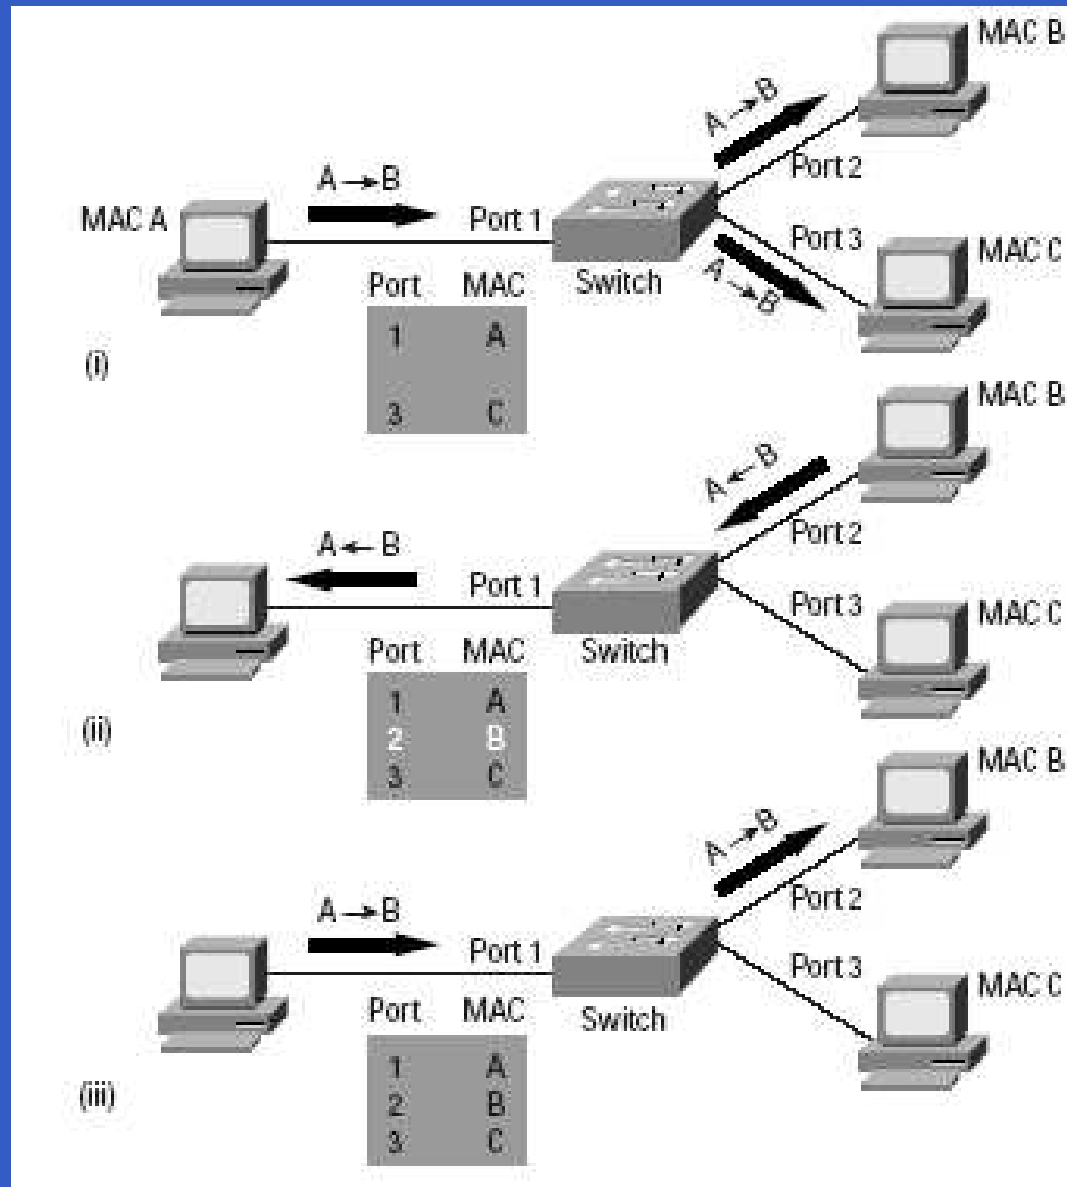 MAC B
A→B
Port 2
A→B
MAC A
Port 1
Port 3
MAC C
A→B
Switch
Port MAC
1 A
3 C
(i)
MAC B
A←B
Port 2
A←B
Port 1
Port 3
MAC C
Switch
Port MAC
1 A
2 B
3 C
(ii)
MAC B
A→B
Port 2
A→B
Port 1
Port 3
MAC C
Switch
Port MAC
1 A
2 B
3 C
(iii)